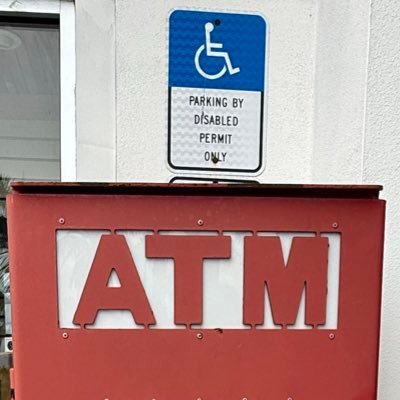 PARKING BY
DISABLED
PERMIT
ONLY
ATM